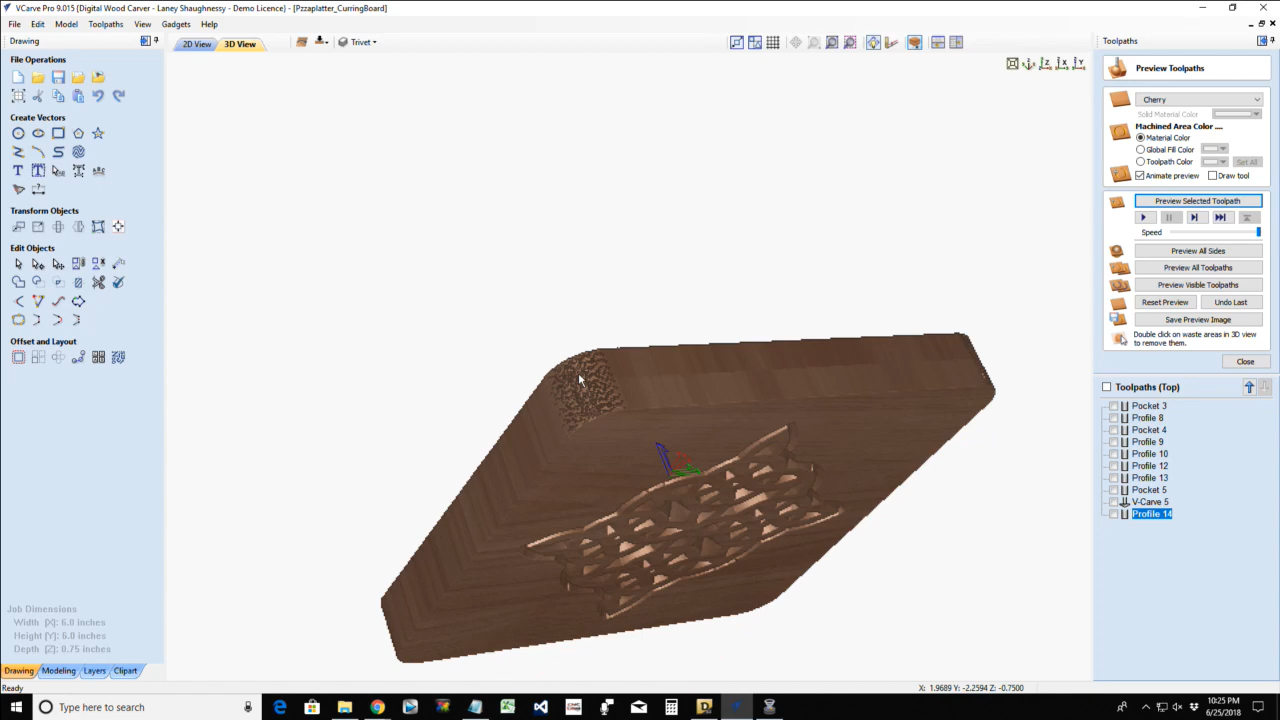 VCarve Pro 9.015 {Digital Wood Carver - Laney Shaughnessy - Demo Licence} - [Pzzaplatter_CurringBoard]
File Edit Model Toolpaths View Gadgets Help
Drawing
2D View 3D View Trivet
Toolpaths
File Operations
Create Vectors
Transform Objects
Edit Objects
Offset and Layout
Job Dimensions
Width (X): 6.0 inches
Height (Y): 6.0 inches
Depth (Z): 0.75 inches
Drawing Modeling Layers Clipart
Ready
X: 1.9689 Y: -2.2594 Z: -0.7500
Z X Y
Preview Toolpaths
Cherry
Solid Material Color
Machined Area Color ....
Material Color
Global Fill Color
Toolpath Color Set All
Animate preview Draw tool
Preview Selected Toolpath
Speed
Preview All Sides
Preview All Toolpaths
Preview Visible Toolpaths
Reset Preview Undo Last
Save Preview Image
Double click on waste areas in 3D view
to remove them.
Close
Toolpaths (Top)
Pocket 3
Profile 8
Pocket 4
Profile 9
Profile 10
Profile 12
Profile 13
Pocket 5
V-Carve 5
Profile 14
Type here to search
10:25 PM
6/25/2018